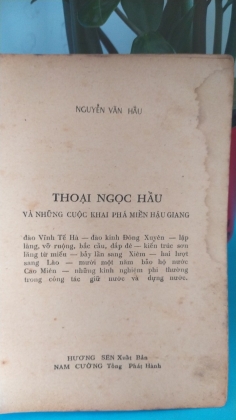 NGUYỄN VĂN HẦU
THOẠI NGỌC HẦU
VÀ NHỮNG CUỘC KHAI PHÁ MIỀN HẬU GIANG
đào Vĩnh Tế Hà — đào kinh Đông Xuyên — lập
làng, vỡ ruộng, bắc cầu, đắp đê — kiến trúc sơn
lăng từ miếu — bảy lần sang Xiêm — hai lượt
sang Lào — mười một năm bảo hộ nước
Cao Miên — những kinh nghiệm phi thường
trong công tác giữ nước và dựng nước.
HƯƠNG SEN Xuất Bản
NAM CƯỜNG Tổng Phát Hành